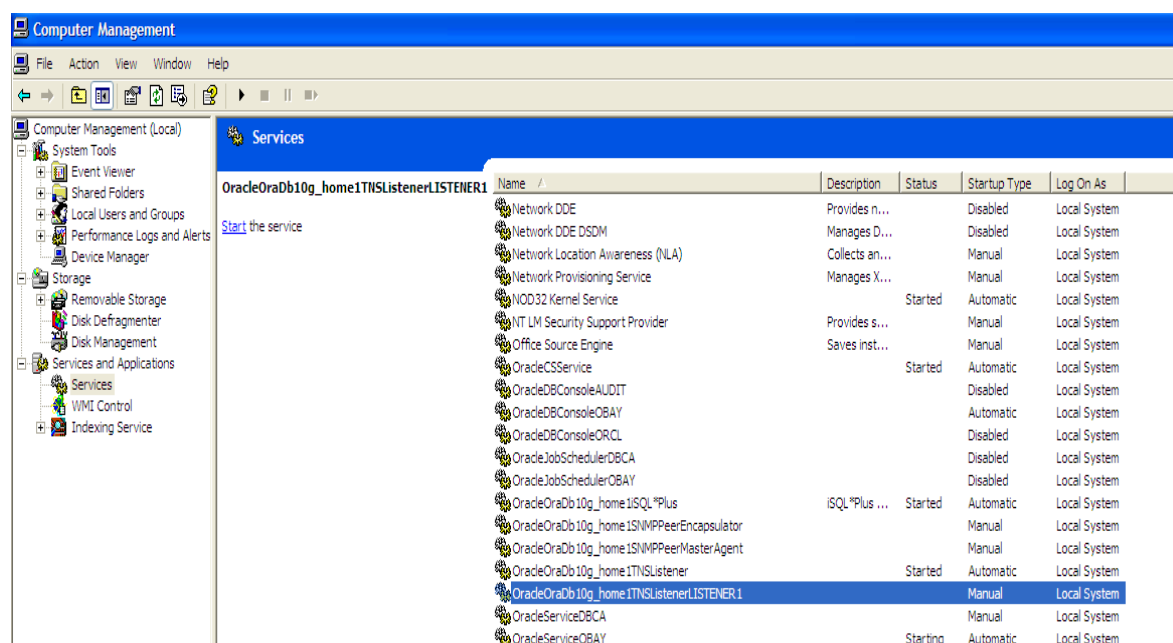 Computer Management
File Action View Window Help
Computer Management (Local)
System Tools
Event Viewer
Shared Folders
Local Users and Groups
Performance Logs and Alerts
Device Manager
Storage
Removable Storage
Disk Defragmenter
Disk Management
Services and Applications
Services
WMI Control
Indexing Service
Services
OracleOraDb10g_home1TNSListenerLISTENER1
Start the service
Name Description Status Startup Type Log On As
Network DDE Provides n... Disabled Local System
Network DDE DSDM Manages D... Disabled Local System
Network Location Awareness (NLA) Collects an... Manual Local System
Network Provisioning Service Manages X... Manual Local System
NOD32 Kernel Service Started Automatic Local System
NT LM Security Support Provider Provides s... Manual Local System
Office Source Engine Saves inst... Manual Local System
OracleCSService Started Automatic Local System
OracleDBConsoleAUDIT Disabled Local System
OracleDBConsoleOBAY Automatic Local System
OracleDBConsoleORCL Disabled Local System
OracleJobSchedulerDBCA Disabled Local System
OracleJobSchedulerOBAY Disabled Local System
OracleOraDb10g_home1iSQL*Plus iSQL*Plus ... Started Automatic Local System
OracleOraDb10g_home1SNMPPeerEncapsulator Manual Local System
OracleOraDb10g_home1SNMPPeerMasterAgent Manual Local System
OracleOraDb10g_home1TNSListener Started Automatic Local System
OracleOraDb10g_home1TNSListenerLISTENER1 Manual Local System
OracleServiceDBCA Manual Local System
OracleServiceOBAY Starting Automatic Local System